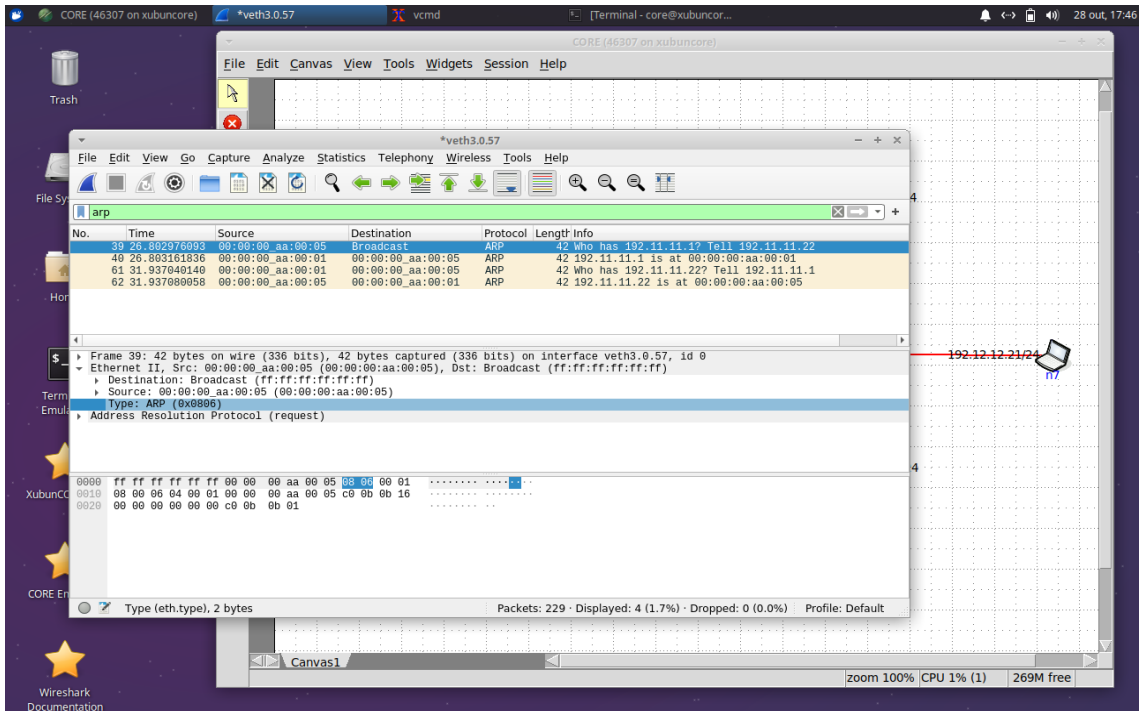 CORE (46307 on xubuncore) *veth3.0.57 vcmd [Terminal - core@xubuncor... 28 out, 17:46
CORE (46307 on xubuncore)
File Edit Canvas View Tools Widgets Session Help
Trash
*veth3.0.57
File Edit View Go Capture Analyze Statistics Telephony Wireless Tools Help
File Sy
4
arp
No. Time Source Destination Protocol Length Info
39 26.802976093 00:00:00_aa:00:05 Broadcast ARP 42 Who has 192.11.11.1? Tell 192.11.11.22
40 26.803161836 00:00:00_aa:00:01 00:00:00_aa:00:05 ARP 42 192.11.11.1 is at 00:00:00:aa:00:01
61 31.937040140 00:00:00_aa:00:01 00:00:00_aa:00:05 ARP 42 Who has 192.11.11.22? Tell 192.11.11.1
62 31.937080058 00:00:00_aa:00:05 00:00:00_aa:00:01 ARP 42 192.11.11.22 is at 00:00:00:aa:00:05
Hor
Frame 39: 42 bytes on wire (336 bits), 42 bytes captured (336 bits) on interface veth3.0.57, id 0
Ethernet II, Src: 00:00:00_aa:00:05 (00:00:00:aa:00:05), Dst: Broadcast (ff:ff:ff:ff:ff:ff)
Destination: Broadcast (ff:ff:ff:ff:ff:ff)
Source: 00:00:00_aa:00:05 (00:00:00:aa:00:05)
Type: ARP (0x0806)
Address Resolution Protocol (request)
192.12.12.21/24
n7
$_
Term
Emula
4
0000 ff ff ff ff ff ff 00 00 00 aa 00 05 08 06 00 01 ········ ········
0010 08 00 06 04 00 01 00 00 00 aa 00 05 c0 0b 0b 16 ········ ········
0020 00 00 00 00 00 00 c0 0b 0b 01 ········ ··
XubunCO
CORE En
Type (eth.type), 2 bytes Packets: 229 · Displayed: 4 (1.7%) · Dropped: 0 (0.0%) Profile: Default
Canvas1
zoom 100% CPU 1% (1) 269M free
Wireshark
Documentation